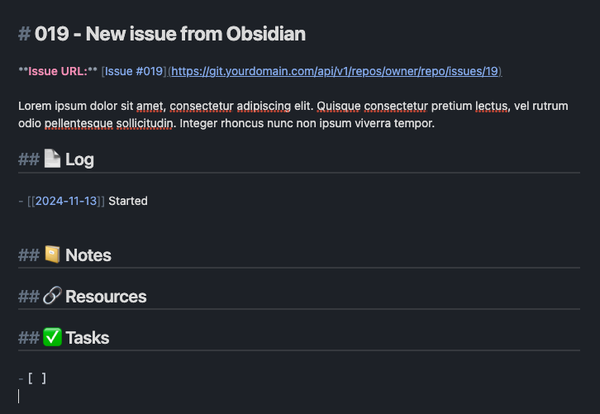 # 019 - New issue from Obsidian
**Issue URL:** [Issue #019](https://git.yourdomain.com/api/v1/repos/owner/repo/issues/19)
Lorem ipsum dolor sit amet, consectetur adipiscing elit. Quisque consectetur pretium lectus, vel rutrum
odio pellentesque sollicitudin. Integer rhoncus nunc non ipsum viverra tempor.
## 📄 Log
- [[2024-11-13]] Started
## 📔 Notes
## 🔗 Resources
## ✅ Tasks
- [ ]